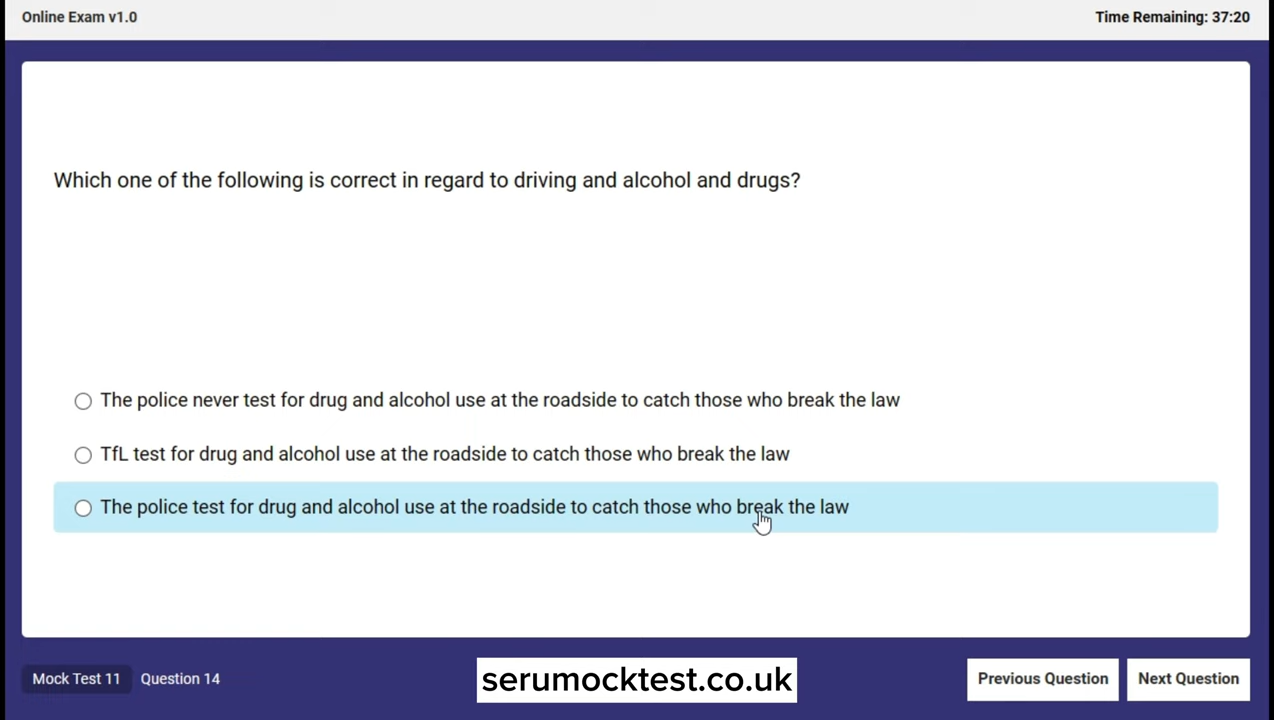 Online Exam v1.0
Time Remaining: 37:20
Which one of the following is correct in regard to driving and alcohol and drugs?
The police never test for drug and alcohol use at the roadside to catch those who break the law
TfL test for drug and alcohol use at the roadside to catch those who break the law
The police test for drug and alcohol use at the roadside to catch those who break the law
Mock Test 11
Question 14
serumocktest.co.uk
Previous Question
Next Question